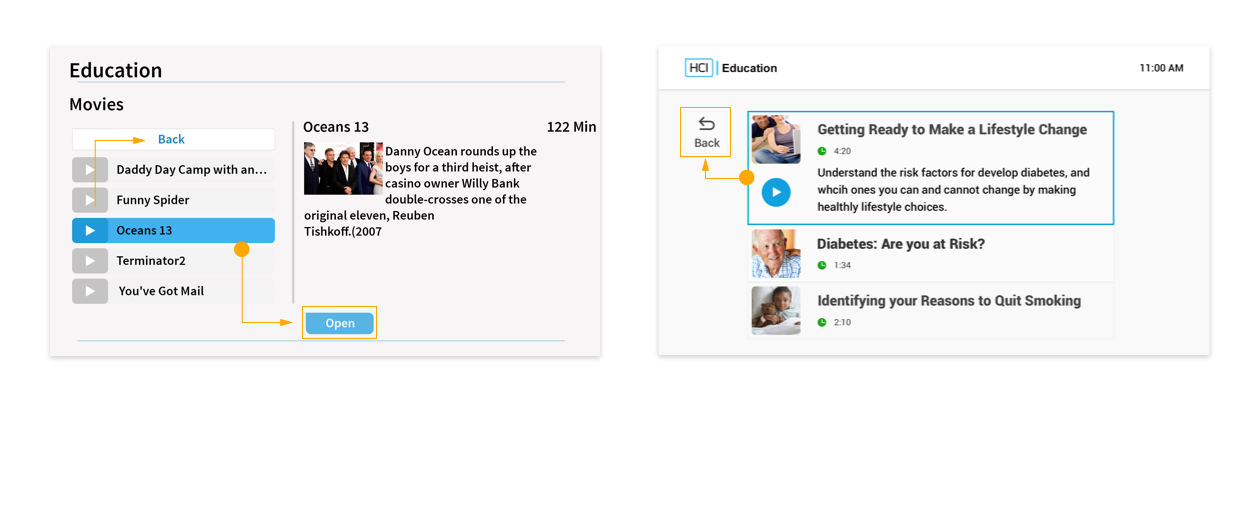 Education
Movies
Back
Daddy Day Camp with an...
Funny Spider
Oceans 13
Terminator2
You've Got Mail
Oceans 13
122 Min
Danny Ocean rounds up the
boys for a third heist, after
casino owner Willy Bank
double-crosses one of the
original eleven, Reuben
Tishkoff.(2007
Open
HCI Education
11:00 AM
Back
Getting Ready to Make a Lifestyle Change
4:20
Understand the risk factors for develop diabetes, and
whcih ones you can and cannot change by making
healthly lifestyle choices.
Diabetes: Are you at Risk?
1:34
Identifying your Reasons to Quit Smoking
2:10